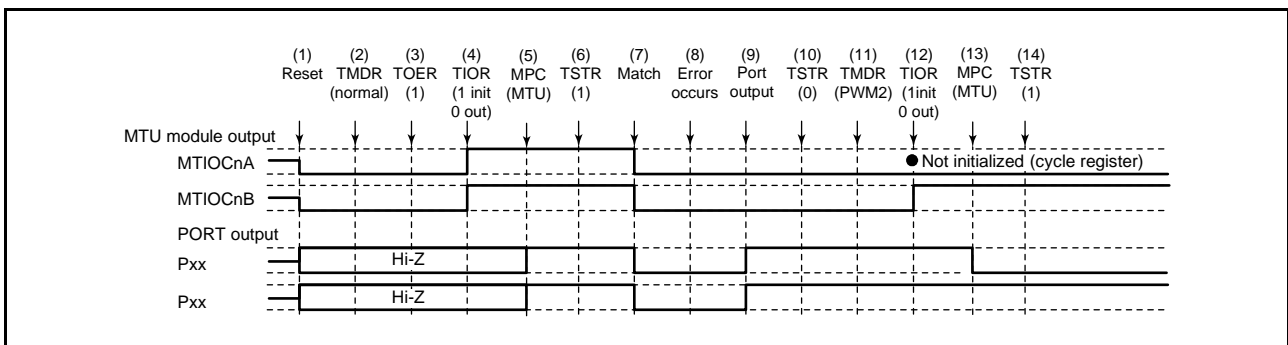 (1) (2) (3) (4) (5) (6) (7) (8) (9) (10) (11) (12) (13) (14)
Reset TMDR TOER TIOR MPC TSTR Match Error Port TSTR TMDR TIOR MPC TSTR
(normal) (1) (1 init (MTU) (1) occurs output (0) (PWM2) (1init (MTU) (1)
0 out) 0 out)
MTU module output
MTIOCnA ● Not initialized (cycle register)
MTIOCnB
PORT output
Pxx Hi-Z
Pxx Hi-Z